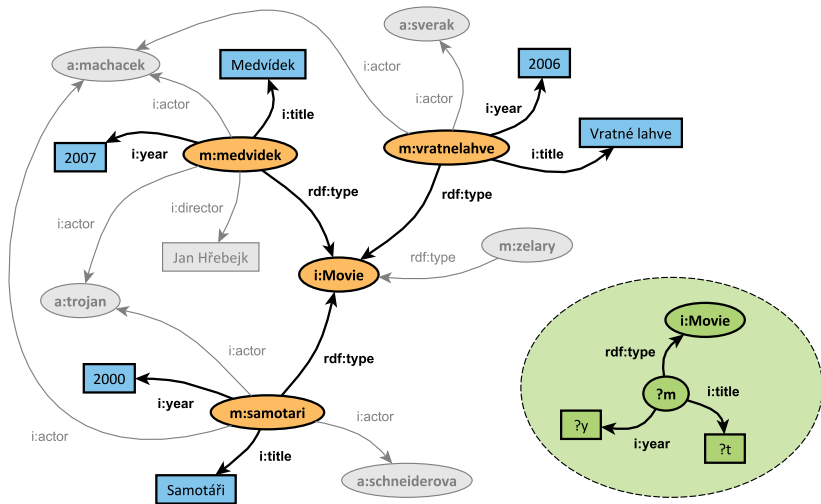 a:sverak
i:actor
Medvídek
2006
a:machacek
i:actor
i:actor
i:title
i:year
Vratné lahve
2007
i:year
m:medvidek
m:vratnelahve
i:title
rdf:type
rdf:type
i:actor
i:director
Jan Hřebejk
m:zelary
rdf:type
i:Movie
a:trojan
i:actor
rdf:type
2000
i:year
m:samotari
i:actor
i:actor
i:title
Samotáři
a:schneiderova
i:Movie
rdf:type
?m
i:title
?y
i:year
?t